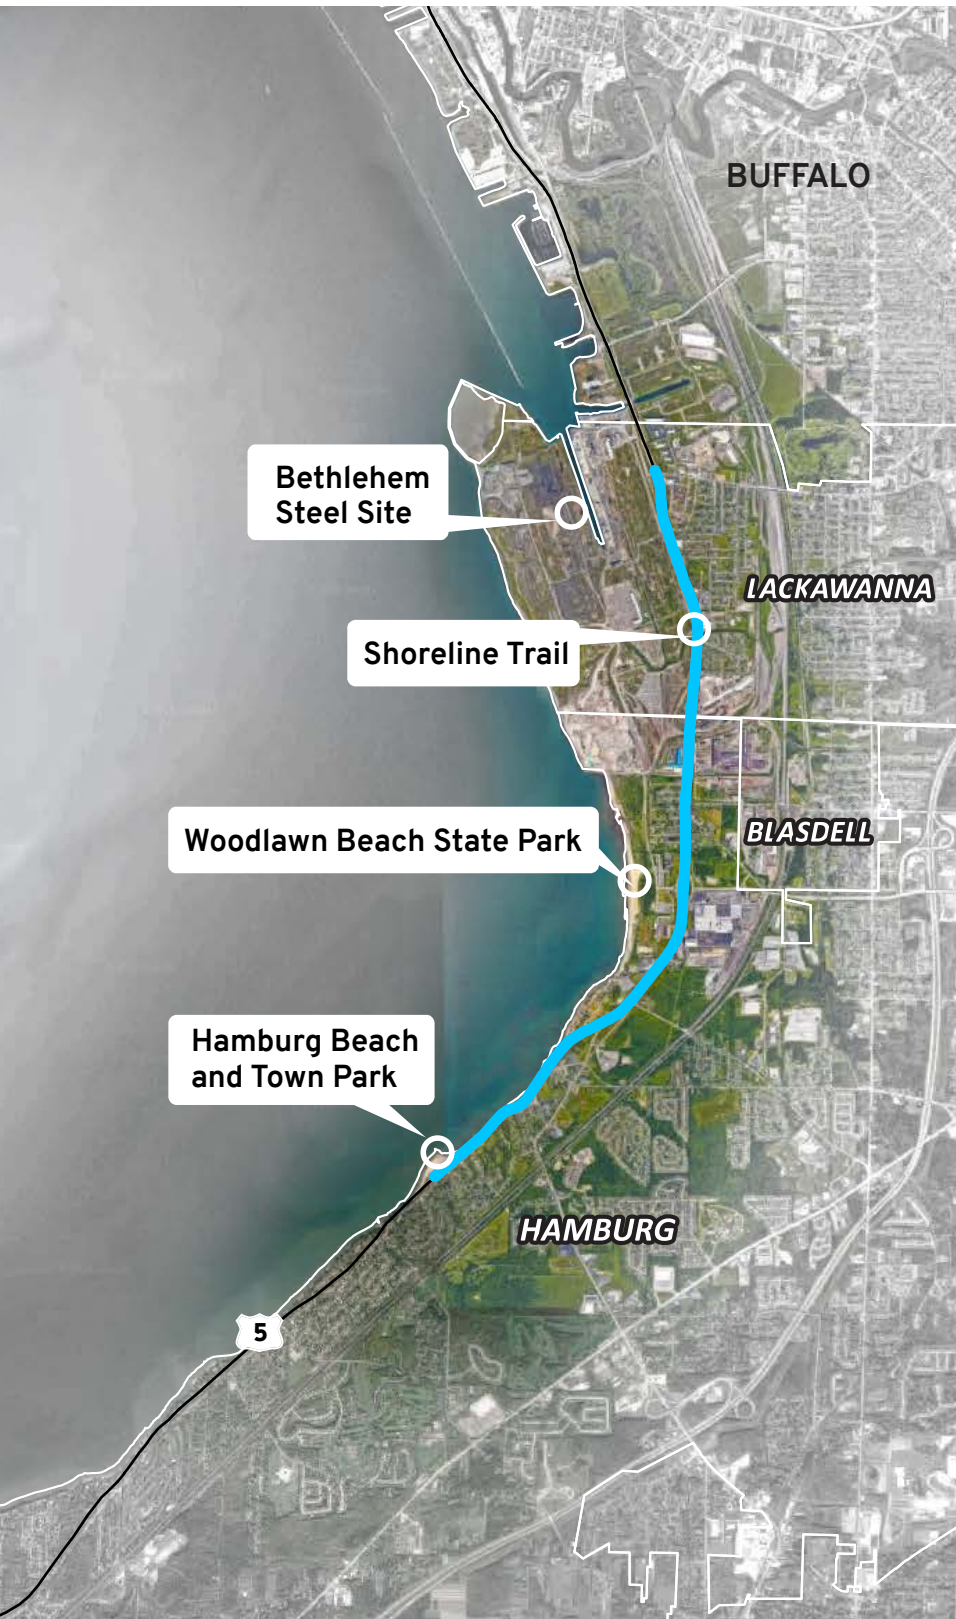 BUFFALO
Bethlehem
Steel Site
LACKAWANNA
Shoreline Trail
BLASDELL
Woodlawn Beach State Park
Hamburg Beach
and Town Park
HAMBURG
5